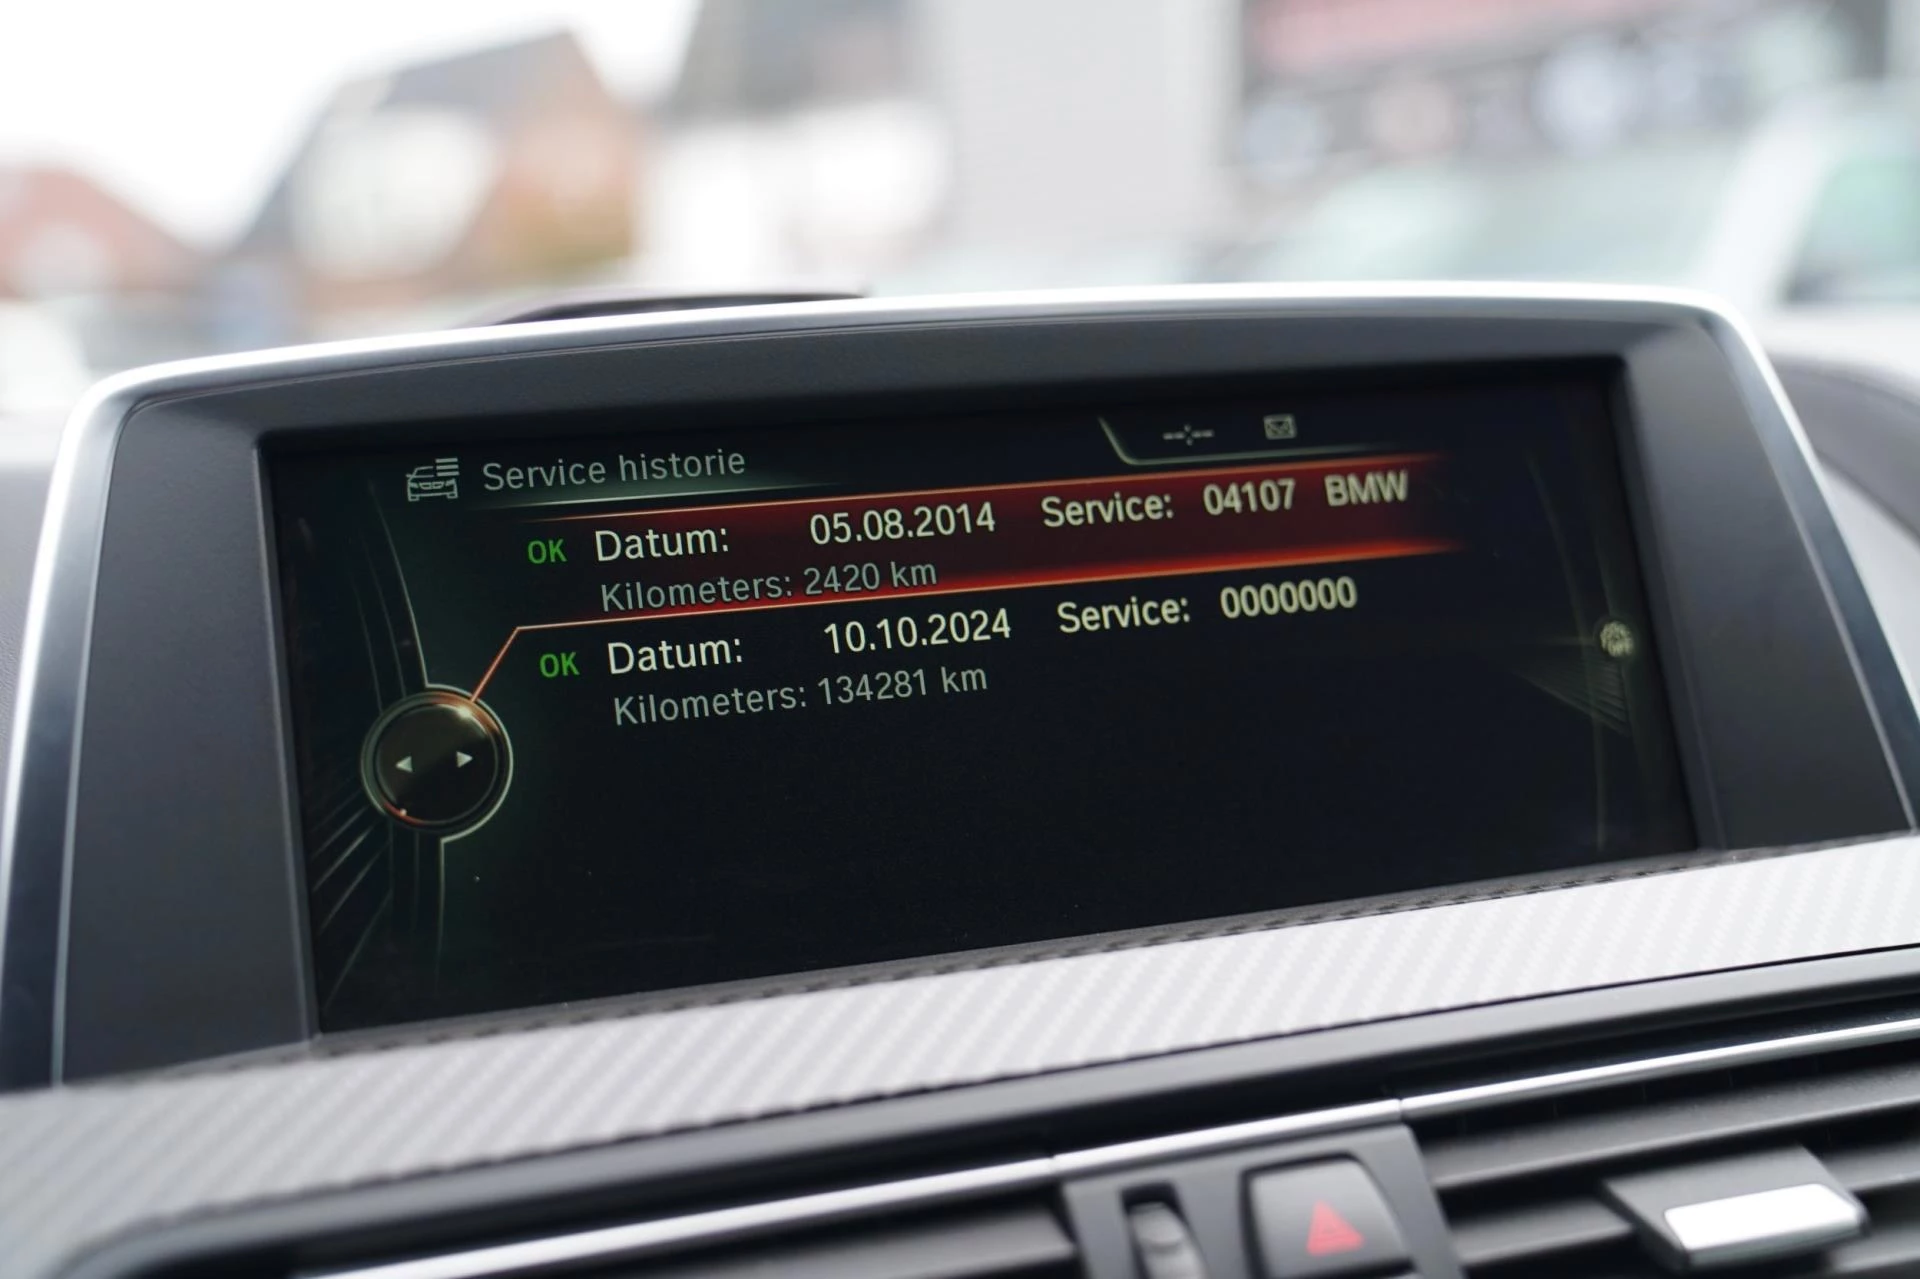 Service historie
OK Datum: 05.08.2014 Service: 04107 BMW
Kilometers: 2420 km
OK Datum: 10.10.2024 Service: 0000000
Kilometers: 134281 km